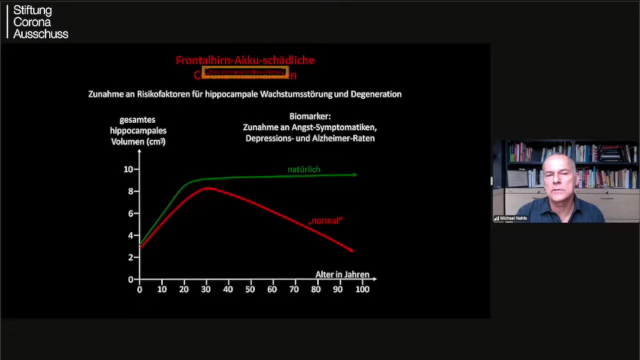 Stiftung
Corona
Ausschuss
Frontalhirn-Akku-schädliche
Zunahme an Risikofaktoren für hippocampale Wachstumsstörung und Degeneration
gesamtes
hippocampales
Volumen (cm³)
Biomarker:
Zunahme an Angst-Symptomatiken,
Depressions- und Alzheimer-Raten
natürlich
„normal“
10
8
6
4
2
0
Alter in Jahren
0 10 20 30 40 50 60 70 80 90 100
Michael Nehls